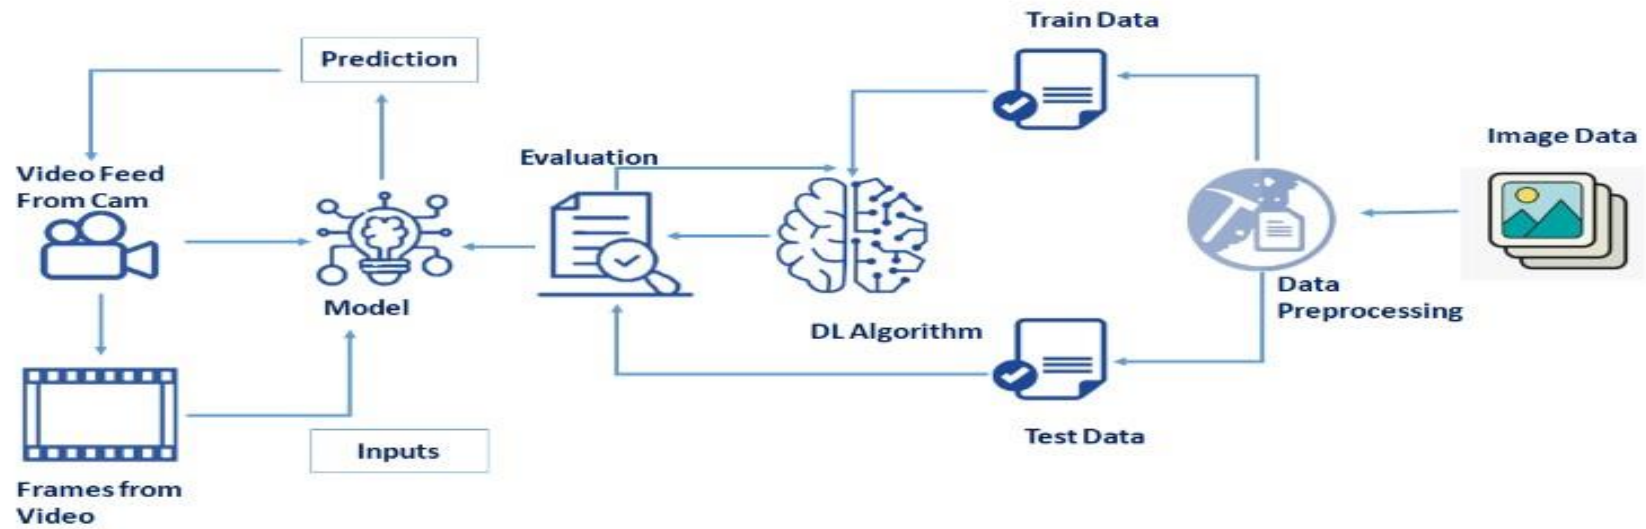 Train Data
Prediction
Image Data
Evaluation
Video Feed
From Cam
Model
Data
Preprocessing
DL Algorithm
Test Data
Inputs
Frames from
Video